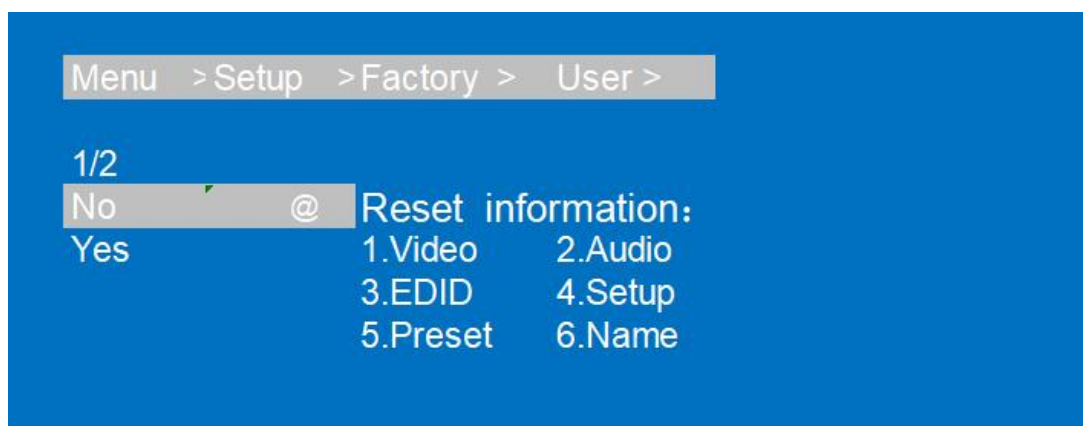 Menu >Setup >Factory > User >
1/2
No @ Reset information:
Yes 1.Video 2.Audio
3.EDID 4.Setup
5.Preset 6.Name